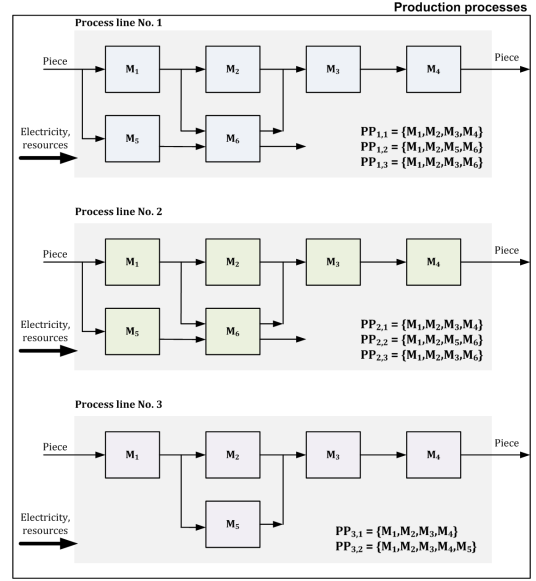 Production processes
Process line No. 1
Piece
M₁
M₂
M₃
M₄
Piece
Electricity,
resources
M₅
M₆
PP₁,₁ = {M₁,M₂,M₃,M₄}
PP₁,₂ = {M₁,M₂,M₅,M₆}
PP₁,₃ = {M₁,M₂,M₃,M₆}
Process line No. 2
Piece
M₁
M₂
M₃
M₄
Piece
Electricity,
resources
M₅
M₆
PP₂,₁ = {M₁,M₂,M₃,M₄}
PP₂,₂ = {M₁,M₂,M₅,M₆}
PP₂,₃ = {M₁,M₂,M₃,M₆}
Process line No. 3
Piece
M₁
M₂
M₃
M₄
Piece
Electricity,
resources
M₅
PP₃,₁ = {M₁,M₂,M₃,M₄}
PP₃,₂ = {M₁,M₂,M₃,M₄,M₅}